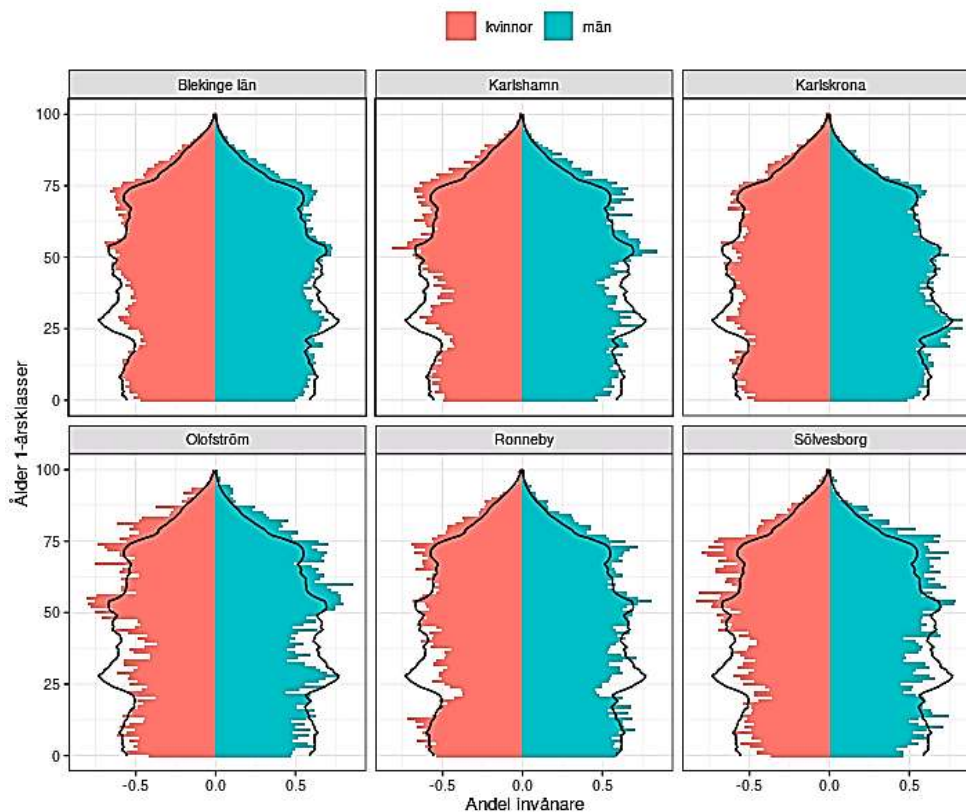 kvinnor män
Blekinge län Karlshamn Karlskrona
100
75
50
25
0
Olofström Ronneby Sölvesborg
100
75
50
25
0
-0.5 0.0 0.5 -0.5 0.0 0.5 -0.5 0.0 0.5
Ålder 1-årsklasser
Andel invånare